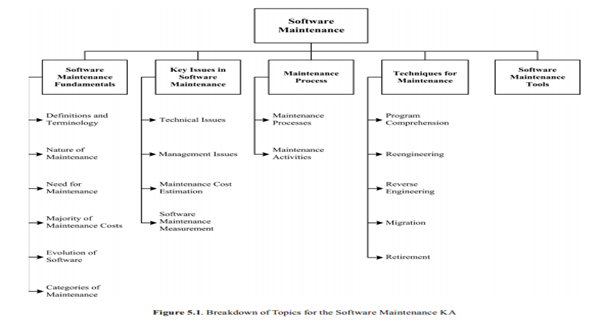 Software
Maintenance
Software
Maintenance
Fundamentals
Key Issues in
Software
Maintenance
Maintenance
Process
Techniques for
Maintenance
Software
Maintenance
Tools
Definitions and
Terminology
Nature of
Maintenance
Need for
Maintenance
Majority of
Maintenance Costs
Evolution of
Software
Categories of
Maintenance
Technical Issues
Management Issues
Maintenance Cost
Estimation
Software
Maintenance
Measurement
Maintenance
Processes
Maintenance
Activities
Program
Comprehension
Reengineering
Reverse
Engineering
Migration
Retirement
Figure 5.1. Breakdown of Topics for the Software Maintenance KA